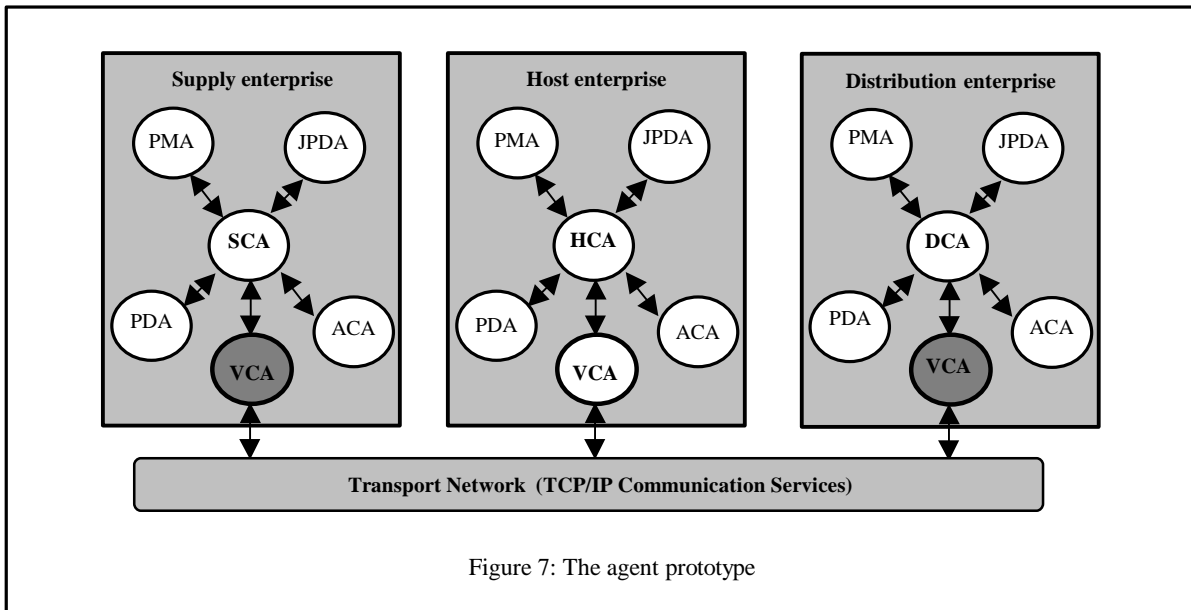 Supply enterprise
PMA
JPDA
SCA
PDA
ACA
VCA
Host enterprise
PMA
JPDA
HCA
PDA
ACA
VCA
Distribution enterprise
PMA
JPDA
DCA
PDA
ACA
VCA
Transport Network (TCP/IP Communication Services)
Figure 7: The agent prototype